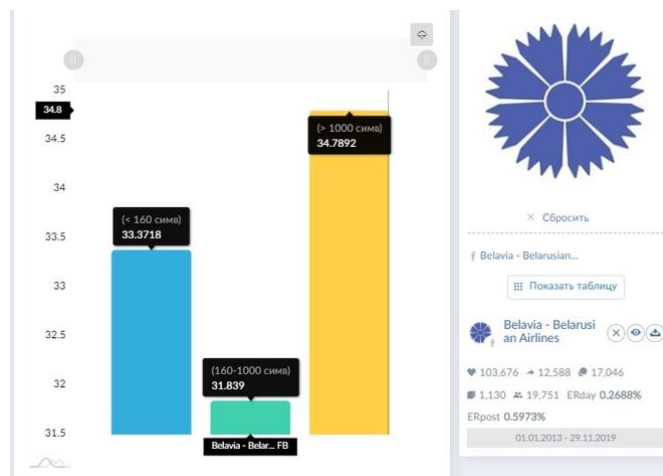 35
34.8
34.5
34
33.5
33
32.5
32
31.5
(< 160 симв)
33.3718
(160-1000 симв)
31.839
(> 1000 симв)
34.7892
Belavia - Belar... FB
× Сбросить
f Belavia - Belarusian...
Показать таблицу
Belavia - Belarusi
an Airlines
f
103,676 12,588 17,046
1,130 19,751 ERday 0.2688%
ERpost 0.5973%
01.01.2013 - 29.11.2019